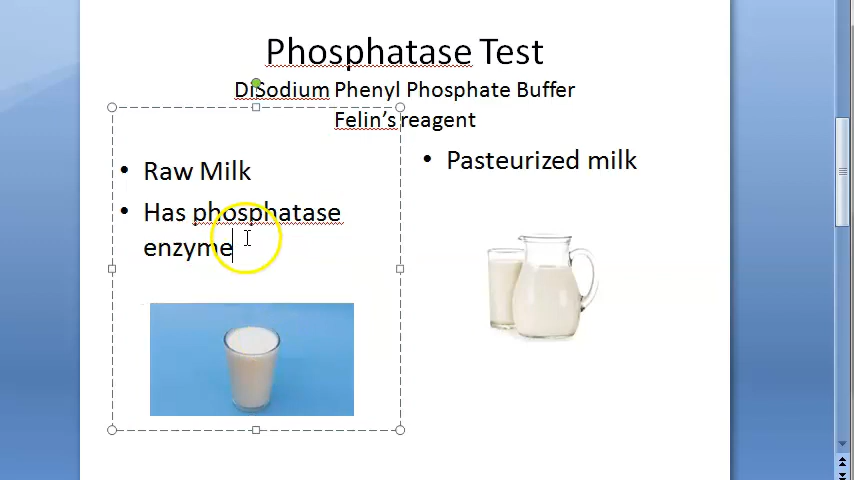 Phosphatase Test
DiSodium Phenyl Phosphate Buffer
Felin’s reagent
• Raw Milk
• Has phosphatase
enzyme
• Pasteurized milk